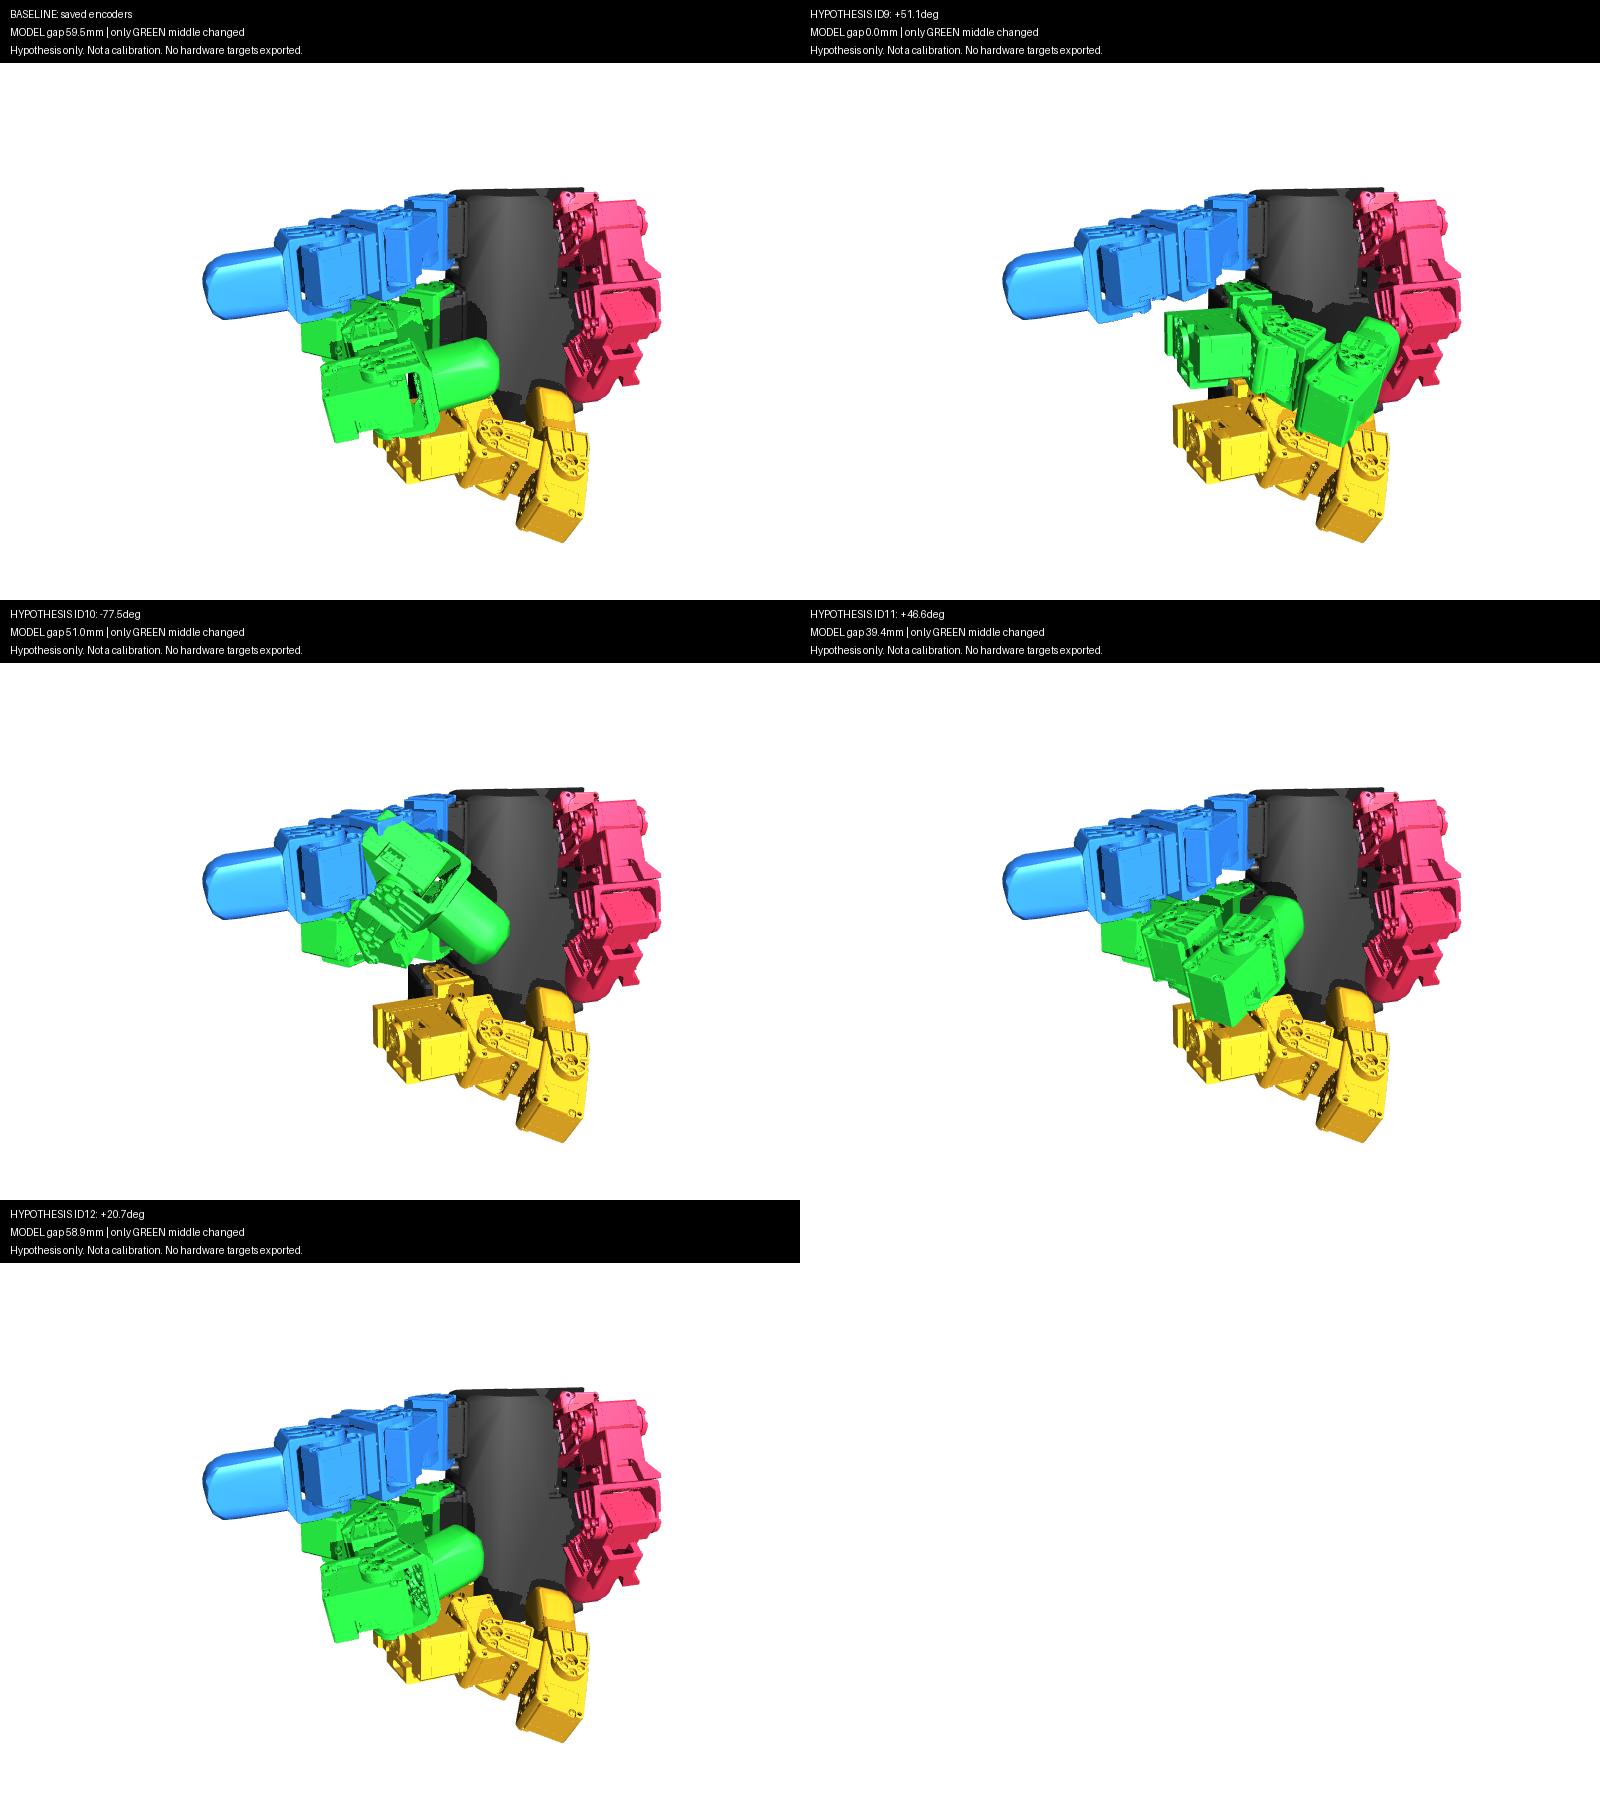 BASELINE: saved encoders
MODEL gap 59.5mm | only GREEN middle changed
Hypothesis only. Not a calibration. No hardware targets exported.
HYPOTHESIS ID9: +51.1deg
MODEL gap 0.0mm | only GREEN middle changed
Hypothesis only. Not a calibration. No hardware targets exported.
HYPOTHESIS ID10: -77.5deg
MODEL gap 51.0mm | only GREEN middle changed
Hypothesis only. Not a calibration. No hardware targets exported.
HYPOTHESIS ID11: +46.6deg
MODEL gap 39.4mm | only GREEN middle changed
Hypothesis only. Not a calibration. No hardware targets exported.
HYPOTHESIS ID12: +20.7deg
MODEL gap 58.9mm | only GREEN middle changed
Hypothesis only. Not a calibration. No hardware targets exported.